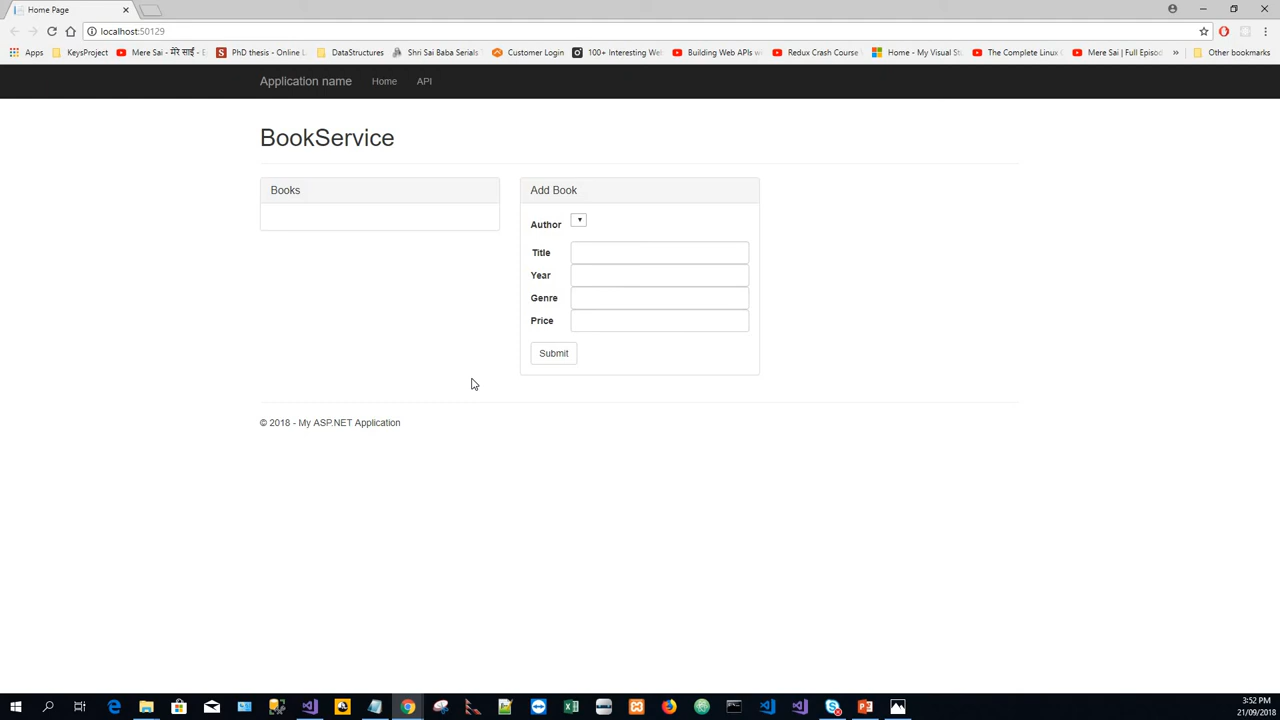 Home Page
localhost:50129
Apps KeysProject Mere Sai - मेरे साईं - E PhD thesis - Online L DataStructures Shri Sai Baba Serials Customer Login 100+ Interesting We Building Web APIs w Redux Crash Course Home - My Visual St The Complete Linux Mere Sai | Full Episod » Other bookmarks
Application name Home API
BookService
Books
Add Book
Author
Title
Year
Genre
Price
Submit
© 2018 - My ASP.NET Application
3:52 PM
21/09/2018